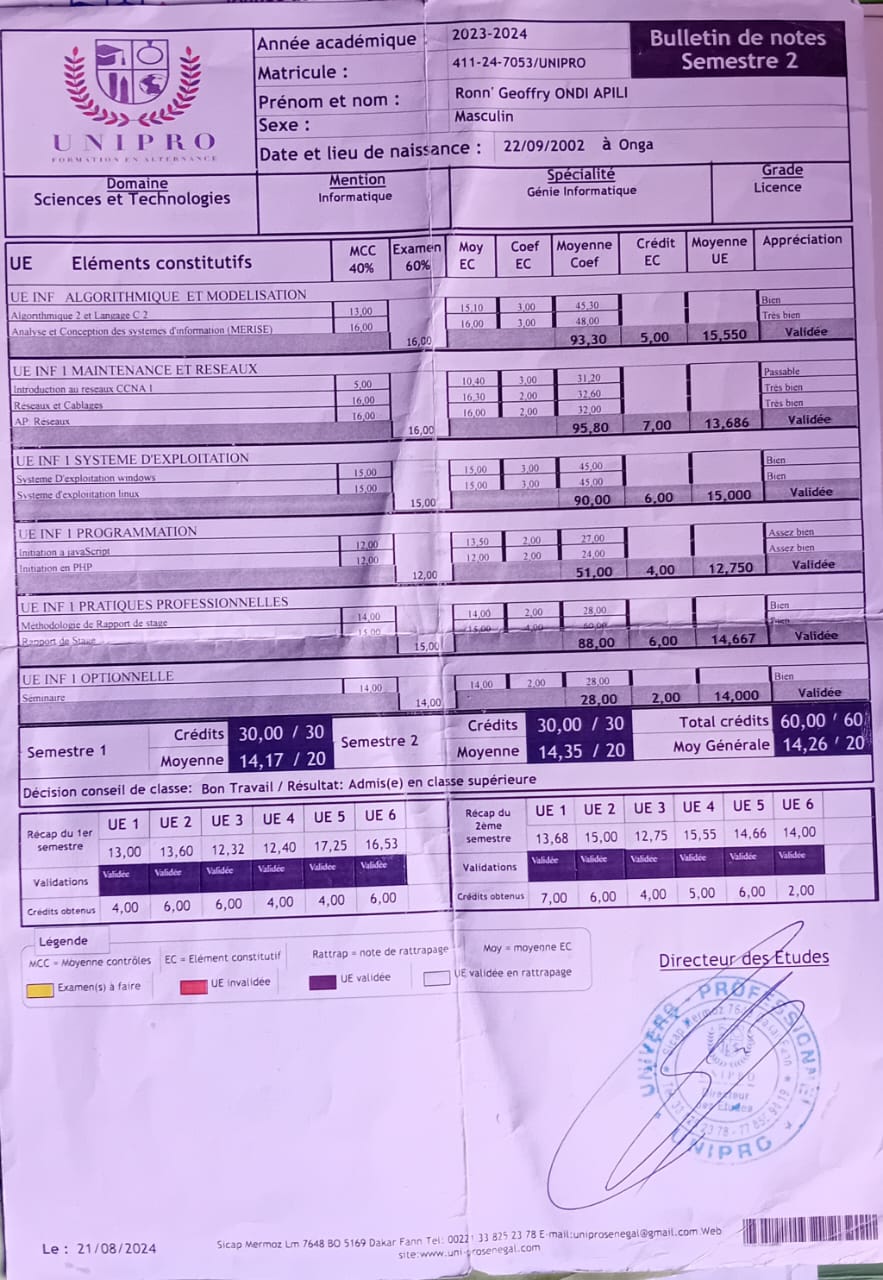 UNIPRO
FORMATION EN ALTERNANCE
Année académique : 2023-2024
Matricule : 411-24-7053/UNIPRO
Prénom et nom : Ronn' Geoffry ONDI APILI
Sexe : Masculin
Date et lieu de naissance : 22/09/2002 à Onga
Bulletin de notes
Semestre 2
Domaine Mention Spécialité Grade
Sciences et Technologies Informatique Génie Informatique Licence
UE Eléments constitutifs MCC 40% Examen 60% Moy EC Coef EC Moyenne Coef Crédit EC Moyenne UE Appréciation
UE INF ALGORITHMIQUE ET MODELISATION
Algorithmique 2 et Langage C 2 13,00 15,10 3,00 45,30 Bien
Analyse et Conception des systemes d'information (MERISE) 16,00 16,00 3,00 48,00 Très bien
16,00 93,30 5,00 15,550 Validée
UE INF 1 MAINTENANCE ET RESEAUX
Introduction au reseaux CCNA 1 5,00 10,40 3,00 31,20 Passable
Réseaux et Cablages 16,00 16,30 2,00 32,60 Très bien
AP Réseaux 16,00 16,00 2,00 32,00 Très bien
16,00 95,80 7,00 13,686 Validée
UE INF 1 SYSTEME D'EXPLOITATION
Systeme D'exploitation windows 15,00 15,00 3,00 45,00 Bien
Systeme d'exploitation linux 15,00 15,00 3,00 45,00 Bien
15,00 90,00 6,00 15,000 Validée
UE INF 1 PROGRAMMATION
Initiation a javaScript 12,00 13,50 2,00 27,00 Assez bien
Initiation en PHP 12,00 12,00 2,00 24,00 Assez bien
12,00 51,00 4,00 12,750 Validée
UE INF 1 PRATIQUES PROFESSIONNELLES
Méthodologie de Rapport de stage 14,00 14,00 2,00 28,00 Bien
Rapport de Stage 15,00 15,00 4,00 60,00 Bien
15,00 88,00 6,00 14,667 Validée
UE INF 1 OPTIONNELLE
Séminaire 14,00 14,00 2,00 28,00 Bien
14,00 28,00 2,00 14,000 Validée
Semestre 1 Crédits 30,00 / 30 Moyenne 14,17 / 20
Semestre 2 Crédits 30,00 / 30 Moyenne 14,35 / 20
Total crédits 60,00 / 60
Moy Générale 14,26 / 20
Décision conseil de classe: Bon Travail / Résultat: Admis(e) en classe supérieure
UE 1 UE 2 UE 3 UE 4 UE 5 UE 6
Récap du 1er semestre 13,00 13,60 12,32 12,40 17,25 16,53
Validations Validée Validée Validée Validée Validée Validée
Crédits obtenus 4,00 6,00 6,00 4,00 4,00 6,00
UE 1 UE 2 UE 3 UE 4 UE 5 UE 6
Récap du 2ème semestre 13,68 15,00 12,75 15,55 14,66 14,00
Validations Validée Validée Validée Validée Validée Validée
Crédits obtenus 7,00 6,00 4,00 5,00 6,00 2,00
Légende
MCC = Moyenne contrôles EC = Elément constitutif Rattrap = note de rattrapage Moy = moyenne EC
Examen(s) à faire UE invalidée UE validée UE validée en rattrapage
Directeur des Etudes
UNIPRO
Directeur
des Etudes
Le : 21/08/2024
Sicap Mermoz Lm 7648 BO 5169 Dakar Fann Tel: 00221 33 825 23 78 E-mail:uniprosenegal@gmail.com Web
site:www.uni-prosenegal.com